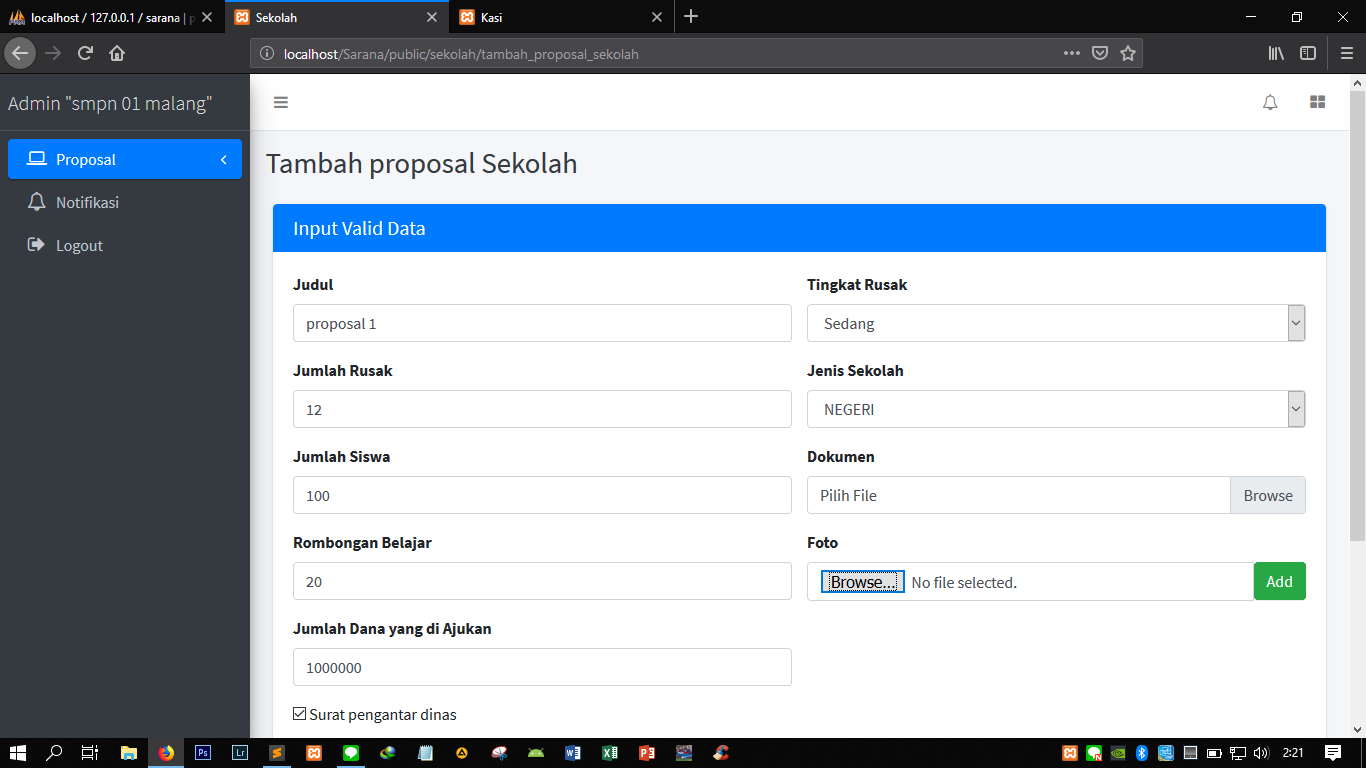 localhost / 127.0.0.1 / sarana | p
Sekolah
Kasi
localhost/Sarana/public/sekolah/tambah_proposal_sekolah
Admin "smpn 01 malang"
Proposal
Notifikasi
Logout
Tambah proposal Sekolah
Input Valid Data
Judul
proposal 1
Tingkat Rusak
Sedang
Jumlah Rusak
12
Jenis Sekolah
NEGERI
Jumlah Siswa
100
Dokumen
Pilih File
Browse
Rombongan Belajar
20
Foto
Browse... No file selected.
Add
Jumlah Dana yang di Ajukan
1000000
Surat pengantar dinas
Ps
Lr
2:21